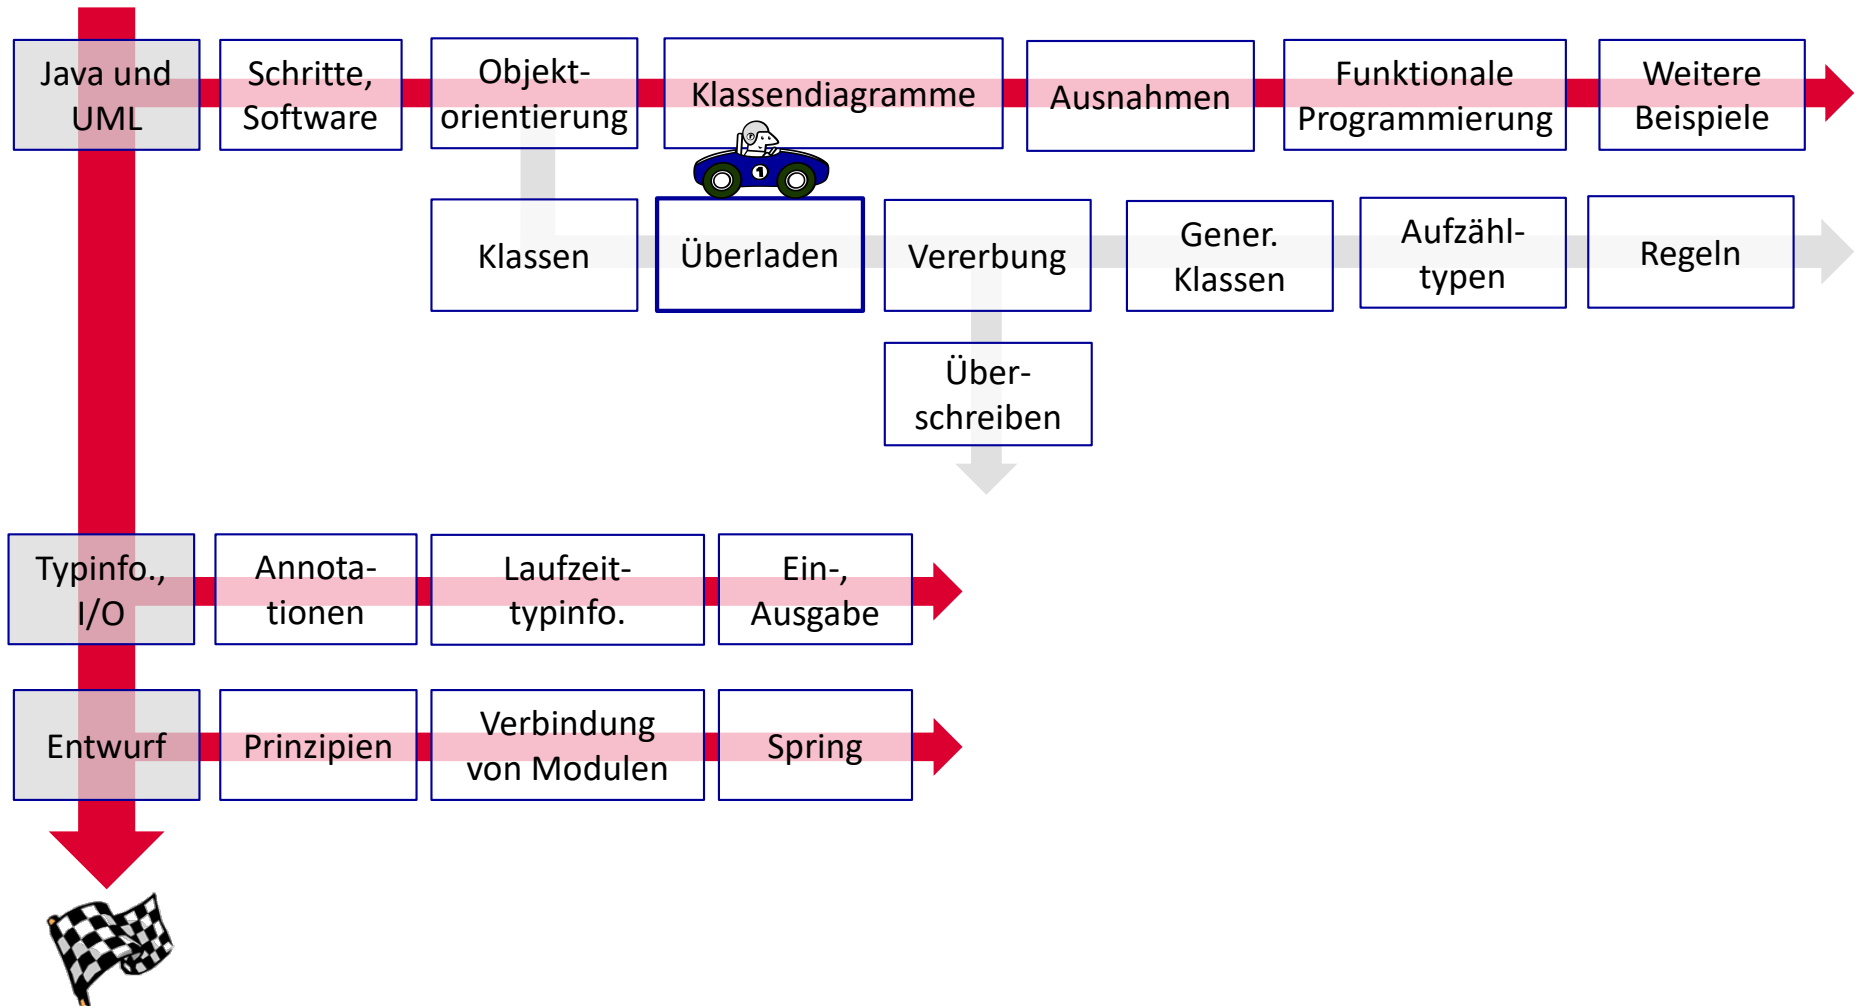 Java und
UML
Schritte,
Software
Objekt-
orientierung
Klassendiagramme
Ausnahmen
Funktionale
Programmierung
Weitere
Beispiele
1
Klassen
Überladen
Vererbung
Gener.
Klassen
Aufzähl-
typen
Regeln
Über-
schreiben
Typinfo.,
I/O
Annota-
tionen
Laufzeit-
typinfo.
Ein-,
Ausgabe
Entwurf
Prinzipien
Verbindung
von Modulen
Spring